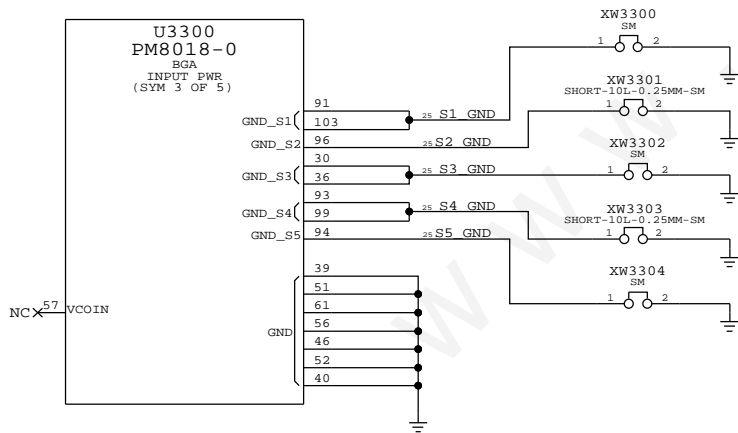 U3300
PM8018-0
BGA
INPUT PWR
(SYM 3 OF 5)
GND_S1
91
103
25 S1_GND
XW3300
SM
1 2
GND_S2
96
25 S2_GND
XW3301
SHORT-10L-0.25MM-SM
1 2
GND_S3
30
36
25 S3_GND
XW3302
SM
1 2
GND_S4
93
99
25 S4_GND
XW3303
SHORT-10L-0.25MM-SM
1 2
GND_S5
94
25 S5_GND
XW3304
SM
1 2
NC
57
VCOIN
GND
39
51
61
56
46
52
40
w w w